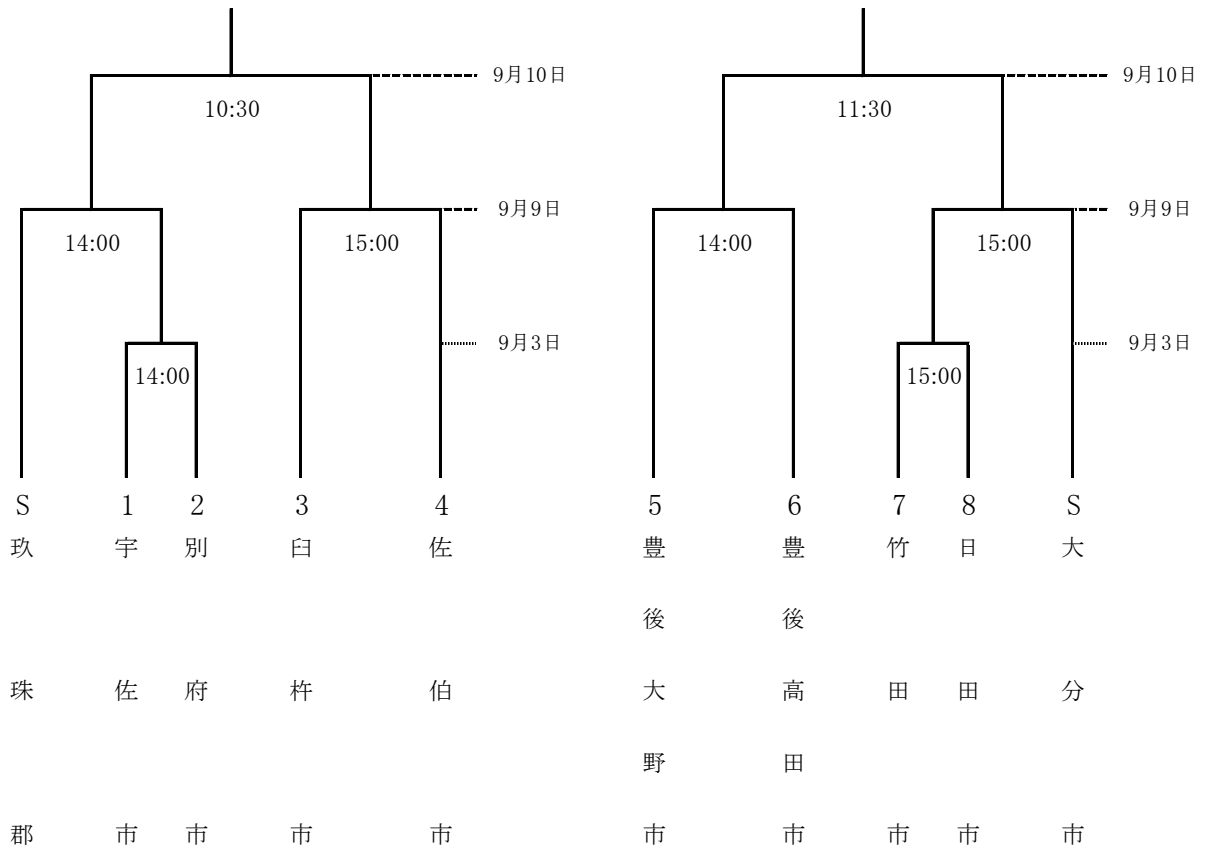 9月10日
10:30
9月9日
14:00
15:00
9月3日
14:00
S
玖珠郡
1
宇佐市
2
別府市
3
臼杵市
4
佐伯市
9月10日
11:30
9月9日
14:00
15:00
9月3日
15:00
5
豊後大野市
6
豊後高田市
7
竹田市
8
日田市
S
大分市